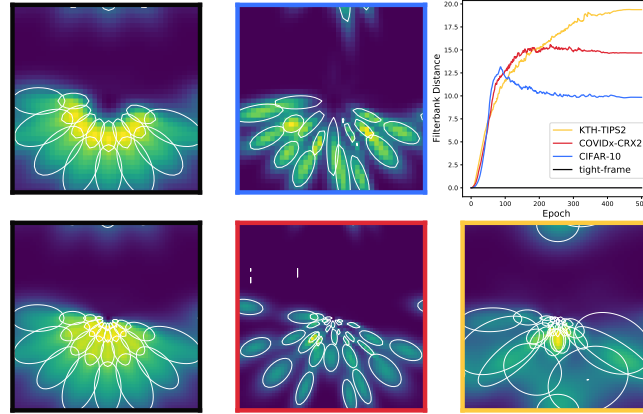 20.0
17.5
15.0
12.5
10.0
7.5
5.0
2.5
0.0
Filterbank Distance
KTH-TIPS2
COVIDx-CRX2
CIFAR-10
tight-frame
0 100 200 300 400 500
Epoch